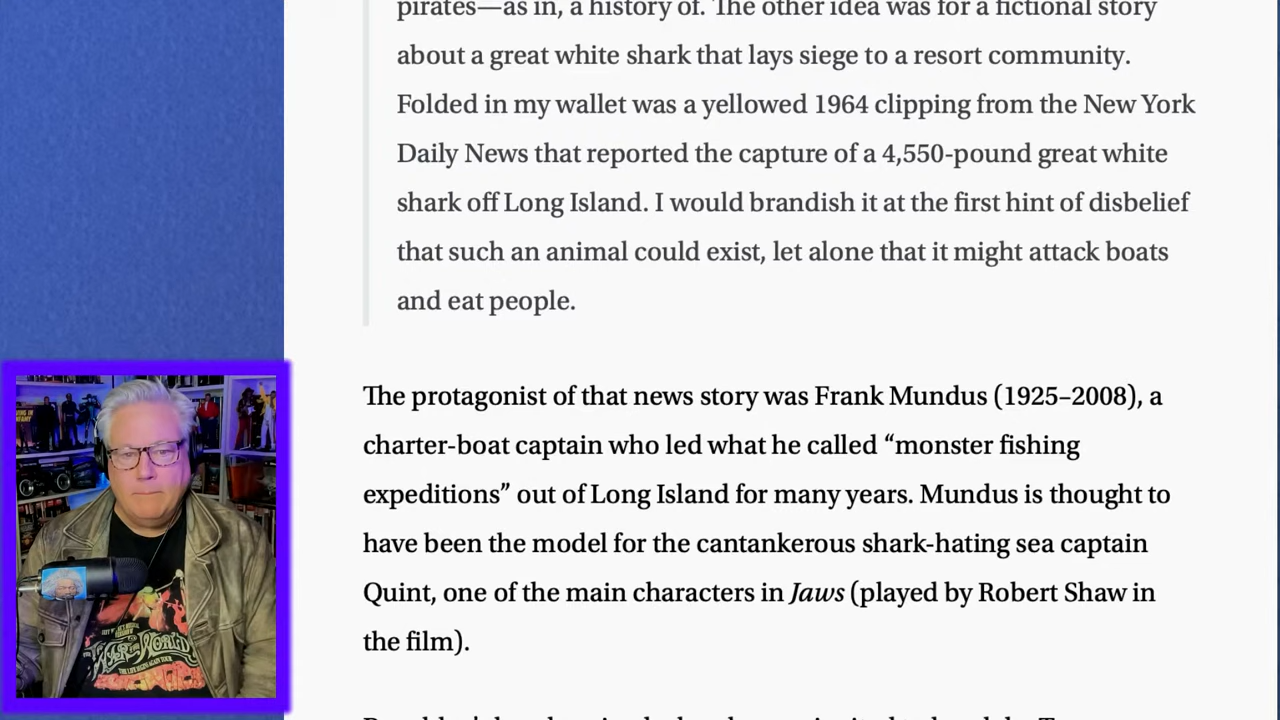 pirates—as in, a history of. The other idea was for a fictional story
about a great white shark that lays siege to a resort community.
Folded in my wallet was a yellowed 1964 clipping from the New York
Daily News that reported the capture of a 4,550-pound great white
shark off Long Island. I would brandish it at the first hint of disbelief
that such an animal could exist, let alone that it might attack boats
and eat people.
The protagonist of that news story was Frank Mundus (1925–2008), a
charter-boat captain who led what he called “monster fishing
expeditions” out of Long Island for many years. Mundus is thought to
have been the model for the cantankerous shark-hating sea captain
Quint, one of the main characters in Jaws (played by Robert Shaw in
the film).